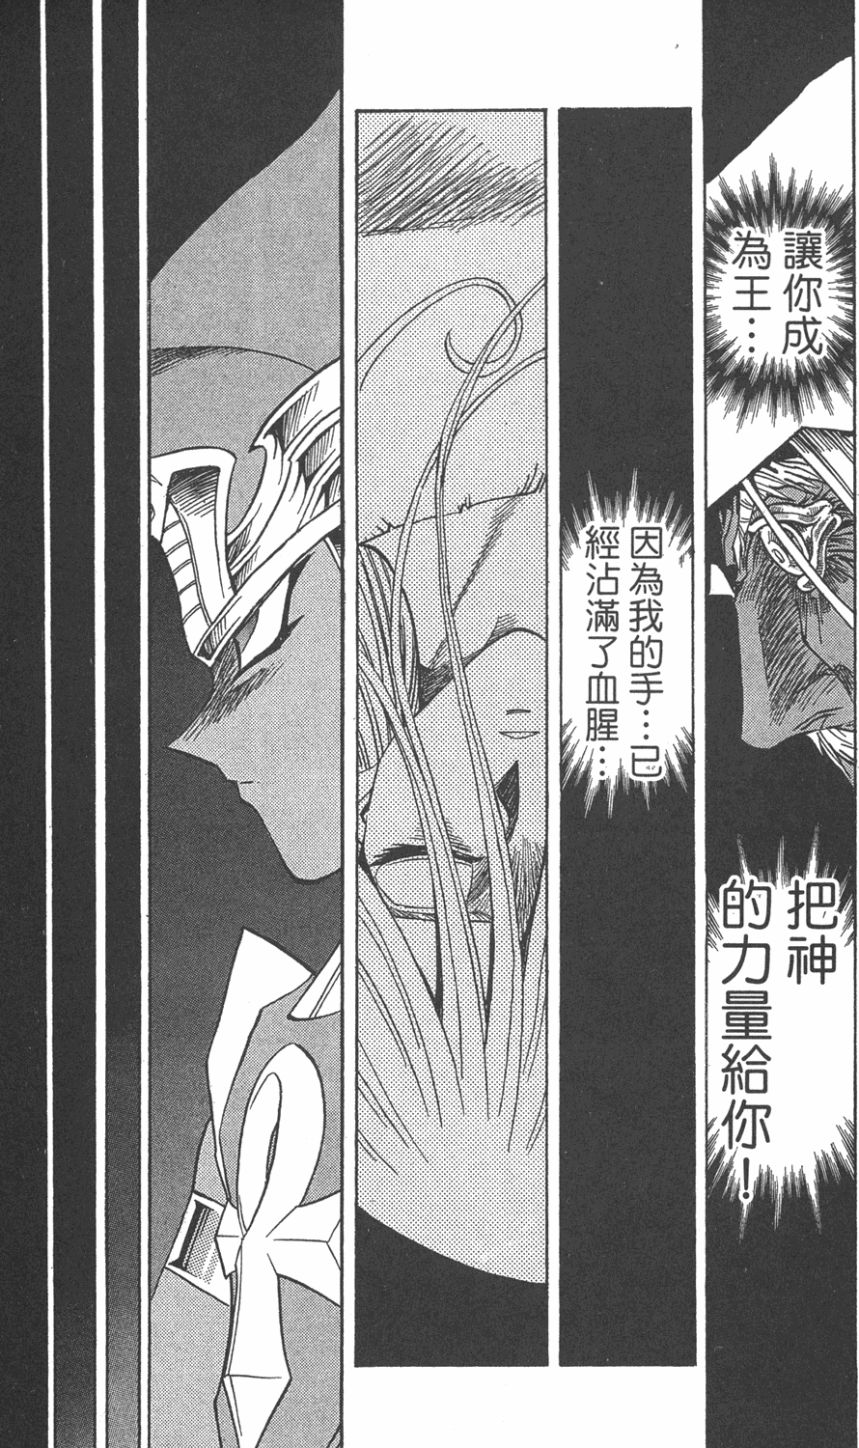 讓你成
為王…
把神
的力量給你！
因為我的手…已
經沾滿了血腥…